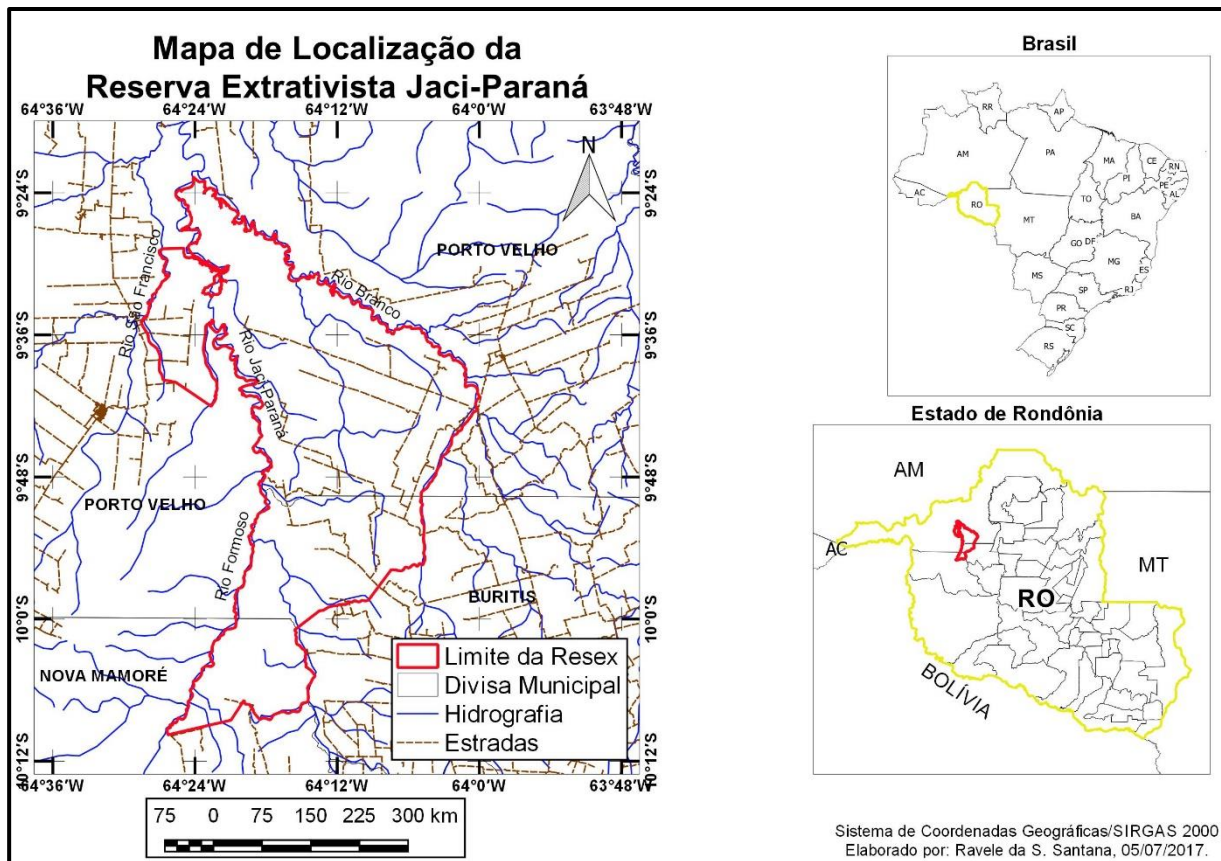 Mapa de Localização da
Reserva Extrativista Jaci-Paraná
64°36'W 64°24'W 64°12'W 64°0'W 63°48'W
N
9°24'S 9°24'S
PORTO VELHO
Rio São Francisco
Rio Branco
9°36'S 9°36'S
Rio Jaci-Paraná
9°48'S 9°48'S
PORTO VELHO
Rio Formoso
BURITIS
10°0'S 10°0'S
NOVA MAMORÉ
Limite da Resex
Divisa Municipal
Hidrografia
Estradas
10°12'S 10°12'S
64°36'W 64°24'W 64°12'W 64°0'W 63°48'W
75 0 75 150 225 300 km
Brasil
RR AP
AM PA MA CE RN
PI PE AL
AC RO TO BA
MT
GO DF
MG
MS ES
SP RJ
PR
SC
RS
Estado de Rondônia
AM
AC
MT
RO
BOLÍVIA
Sistema de Coordenadas Geográficas/SIRGAS 2000
Elaborado por: Ravele da S. Santana, 05/07/2017.